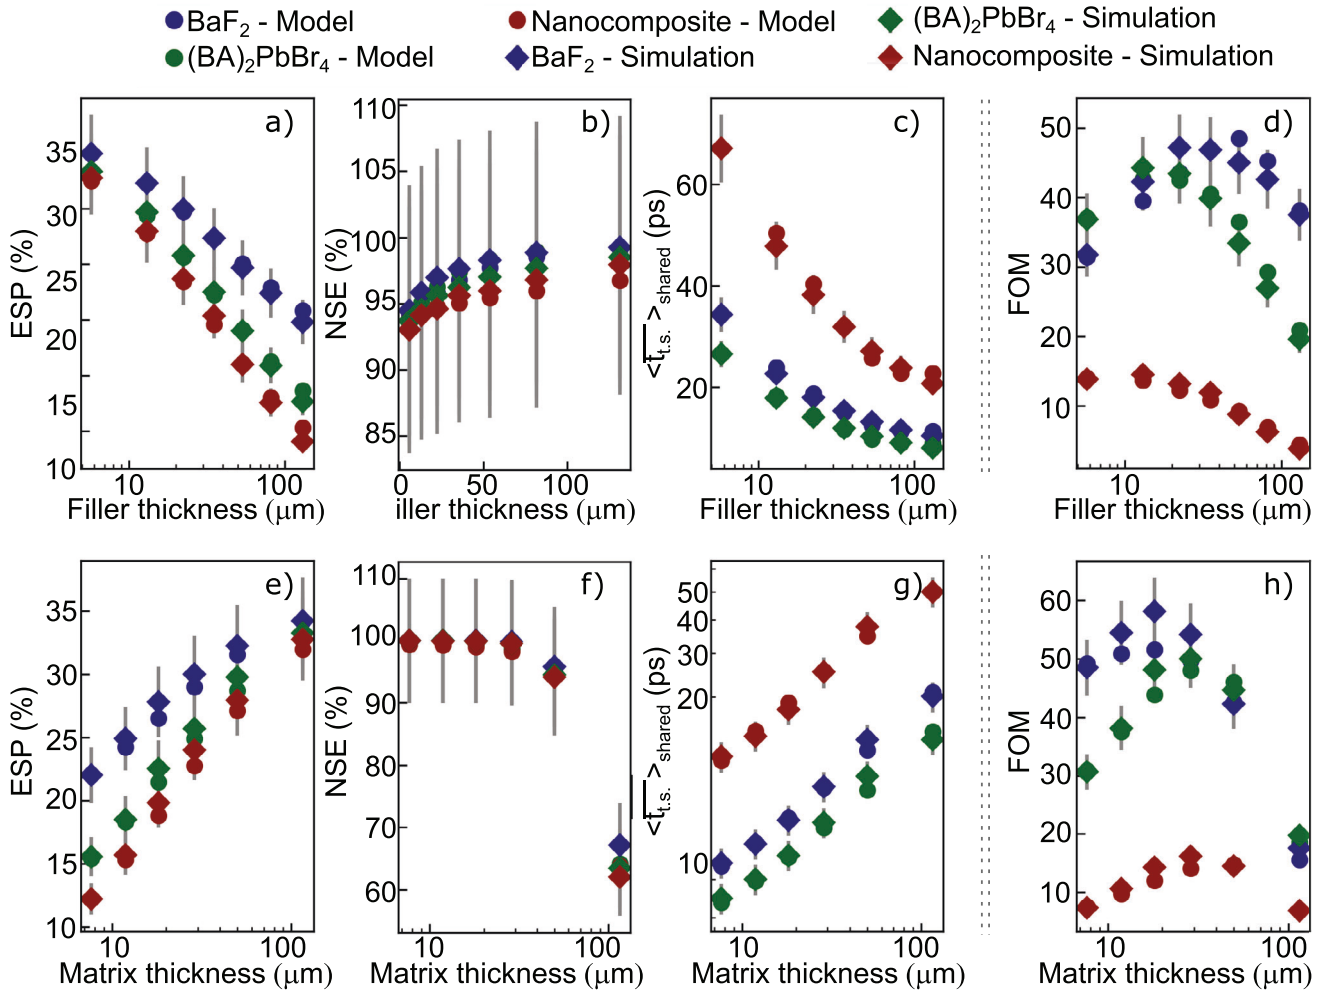 BaF2 - Model
Nanocomposite - Model
(BA)2PbBr4 - Simulation
(BA)2PbBr4 - Model
BaF2 - Simulation
Nanocomposite - Simulation
a)
ESP (%)
35
30
25
20
15
10
10
100
Filler thickness (μm)
b)
NSE (%)
110
105
100
95
90
85
0
50
100
iller thickness (μm)
c)
<t̅t.s.>shared (ps)
60
40
20
10
100
Filler thickness (μm)
d)
FOM
50
40
30
20
10
10
100
Filler thickness (μm)
e)
ESP (%)
35
30
25
20
15
10
10
100
Matrix thickness (μm)
f)
NSE (%)
110
100
90
80
70
60
10
100
Matrix thickness (μm)
g)
<t̅t.s.>shared (ps)
50
40
30
20
10
10
100
Matrix thickness (μm)
h)
FOM
60
50
40
30
20
10
10
100
Matrix thickness (μm)